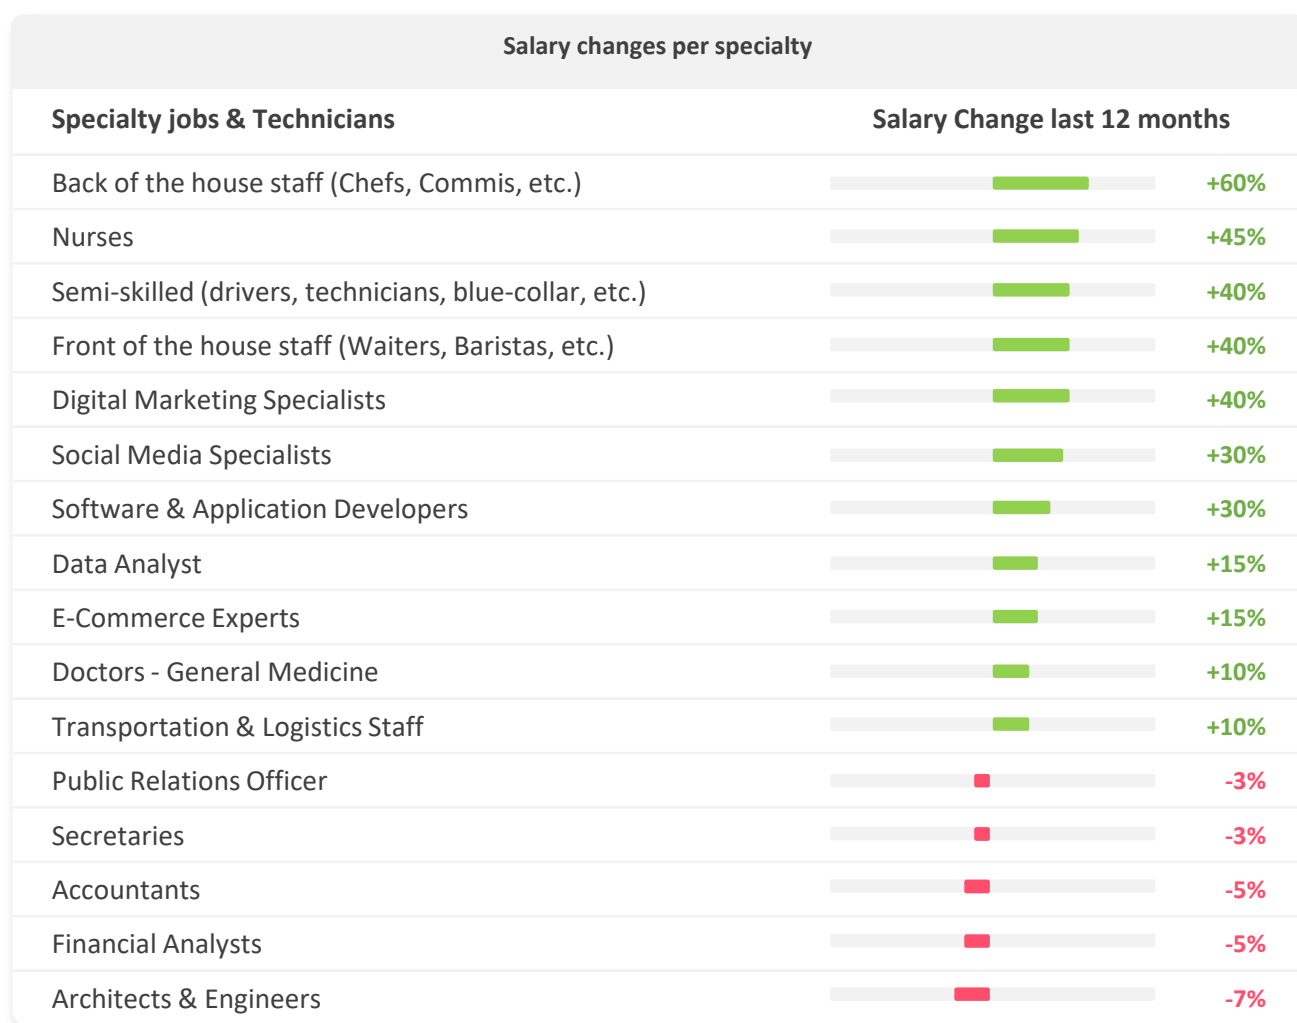 Salary changes per specialty
Specialty jobs & Technicians Salary Change last 12 months
Back of the house staff (Chefs, Commis, etc.) +60%
Nurses +45%
Semi-skilled (drivers, technicians, blue-collar, etc.) +40%
Front of the house staff (Waiters, Baristas, etc.) +40%
Digital Marketing Specialists +40%
Social Media Specialists +30%
Software & Application Developers +30%
Data Analyst +15%
E-Commerce Experts +15%
Doctors - General Medicine +10%
Transportation & Logistics Staff +10%
Public Relations Officer -3%
Secretaries -3%
Accountants -5%
Financial Analysts -5%
Architects & Engineers -7%